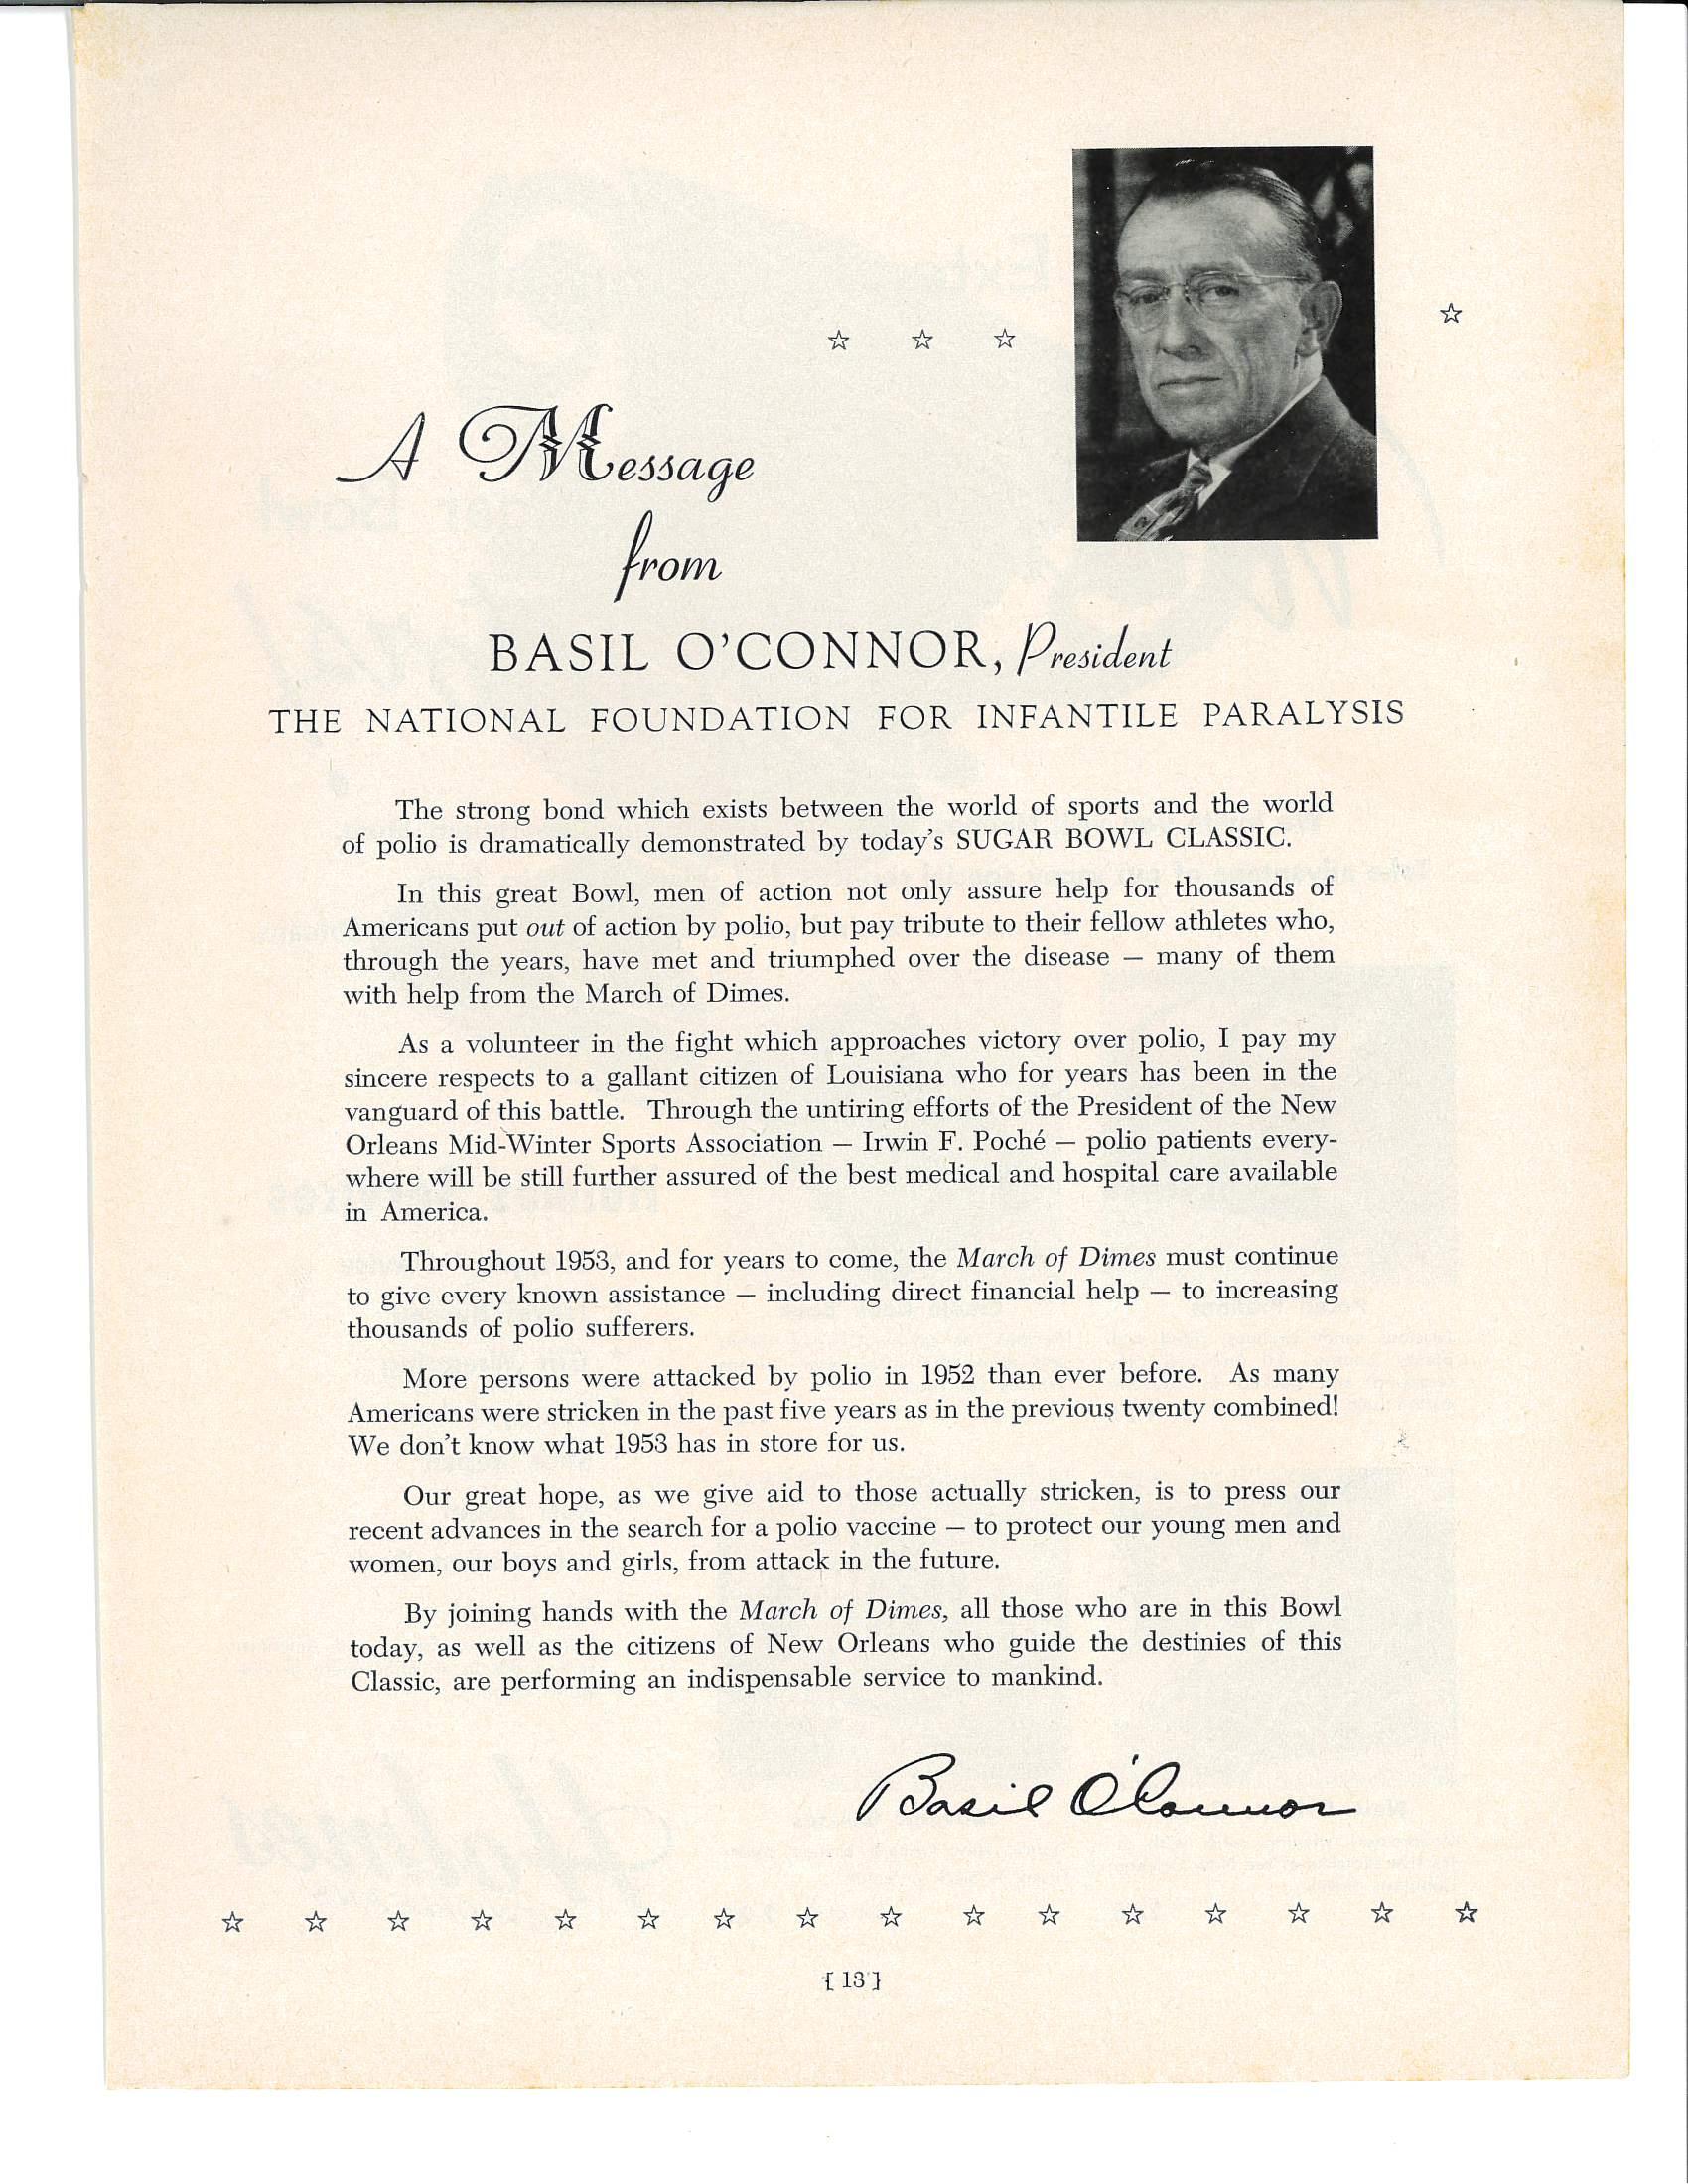 A Message
from
BASIL O'CONNOR, President
THE NATIONAL FOUNDATION FOR INFANTILE PARALYSIS
The strong bond which exists between the world of sports and the world
of polio is dramatically demonstrated by today's SUGAR BOWL CLASSIC.
In this great Bowl, men of action not only assure help for thousands of
Americans put out of action by polio, but pay tribute to their fellow athletes who,
through the years, have met and triumphed over the disease — many of them
with help from the March of Dimes.
As a volunteer in the fight which approaches victory over polio, I pay my
sincere respects to a gallant citizen of Louisiana who for years has been in the
vanguard of this battle. Through the untiring efforts of the President of the New
Orleans Mid-Winter Sports Association — Irwin F. Poché — polio patients every-
where will be still further assured of the best medical and hospital care available
in America.
Throughout 1953, and for years to come, the March of Dimes must continue
to give every known assistance — including direct financial help — to increasing
thousands of polio sufferers.
More persons were attacked by polio in 1952 than ever before. As many
Americans were stricken in the past five years as in the previous twenty combined!
We don't know what 1953 has in store for us.
Our great hope, as we give aid to those actually stricken, is to press our
recent advances in the search for a polio vaccine — to protect our young men and
women, our boys and girls, from attack in the future.
By joining hands with the March of Dimes, all those who are in this Bowl
today, as well as the citizens of New Orleans who guide the destinies of this
Classic, are performing an indispensable service to mankind.
Basil O'Connor
[ 13 ]